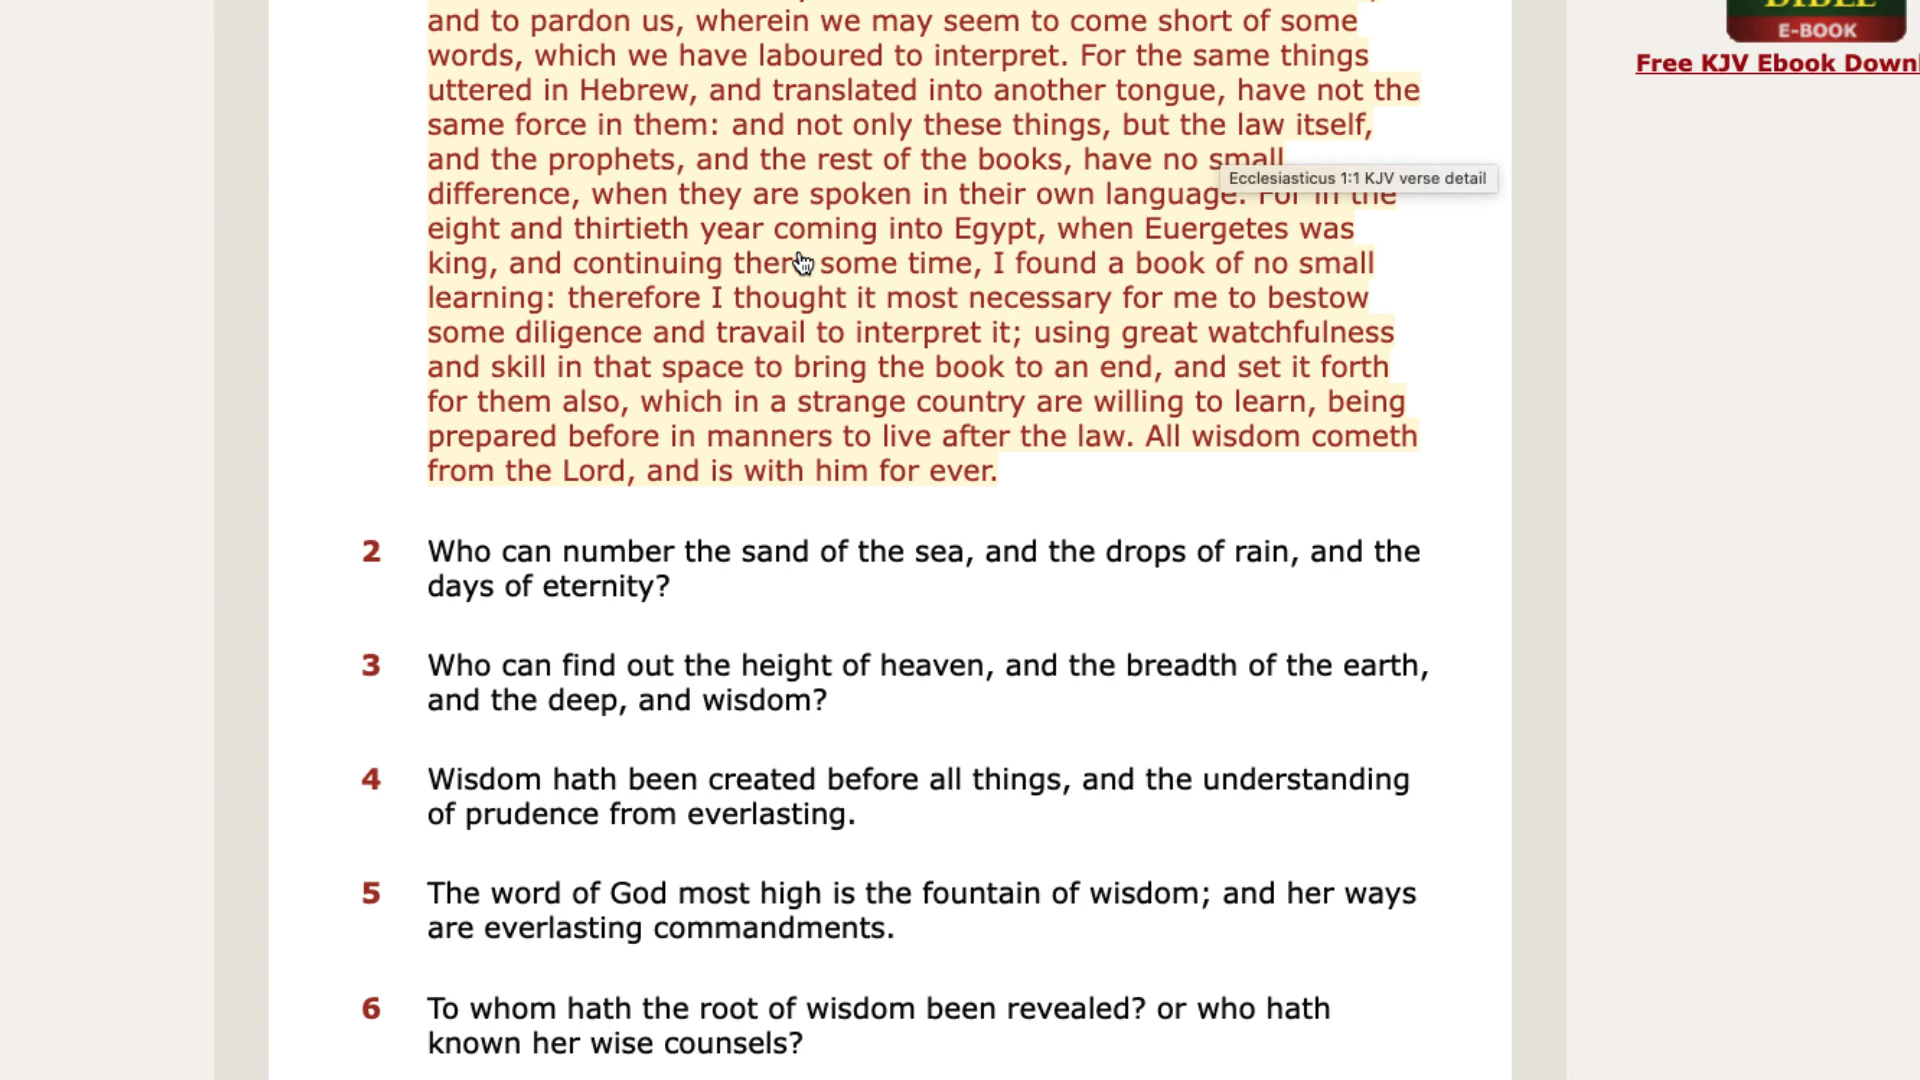 BIBLE
E-BOOK
Free KJV Ebook Downl
and to pardon us, wherein we may seem to come short of some
words, which we have laboured to interpret. For the same things
uttered in Hebrew, and translated into another tongue, have not the
same force in them: and not only these things, but the law itself,
and the prophets, and the rest of the books, have no small
Ecclesiasticus 1:1 KJV verse detail
difference, when they are spoken in their own language. For in the
eight and thirtieth year coming into Egypt, when Euergetes was
king, and continuing there some time, I found a book of no small
learning: therefore I thought it most necessary for me to bestow
some diligence and travail to interpret it; using great watchfulness
and skill in that space to bring the book to an end, and set it forth
for them also, which in a strange country are willing to learn, being
prepared before in manners to live after the law. All wisdom cometh
from the Lord, and is with him for ever.
2 Who can number the sand of the sea, and the drops of rain, and the
days of eternity?
3 Who can find out the height of heaven, and the breadth of the earth,
and the deep, and wisdom?
4 Wisdom hath been created before all things, and the understanding
of prudence from everlasting.
5 The word of God most high is the fountain of wisdom; and her ways
are everlasting commandments.
6 To whom hath the root of wisdom been revealed? or who hath
known her wise counsels?